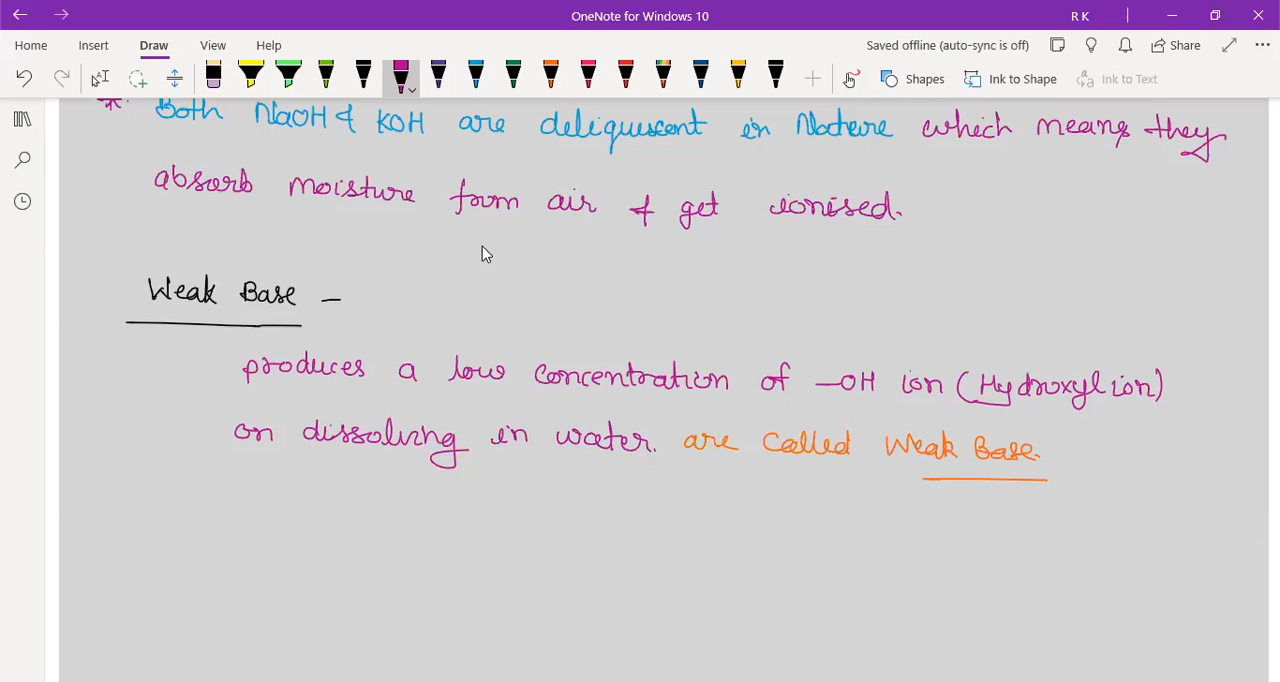 OneNote for Windows 10
R K
Home Insert Draw View Help
Saved offline (auto-sync is off) Share
Shapes Ink to Shape Ink to Text
*. Both NaOH & KOH are deliquescent in Nature which means they
absorb moisture from air & get ionised.
Weak Base -
produces a low concentration of -OH ion (Hydroxyl ion)
on dissolving in water. are called Weak Base.